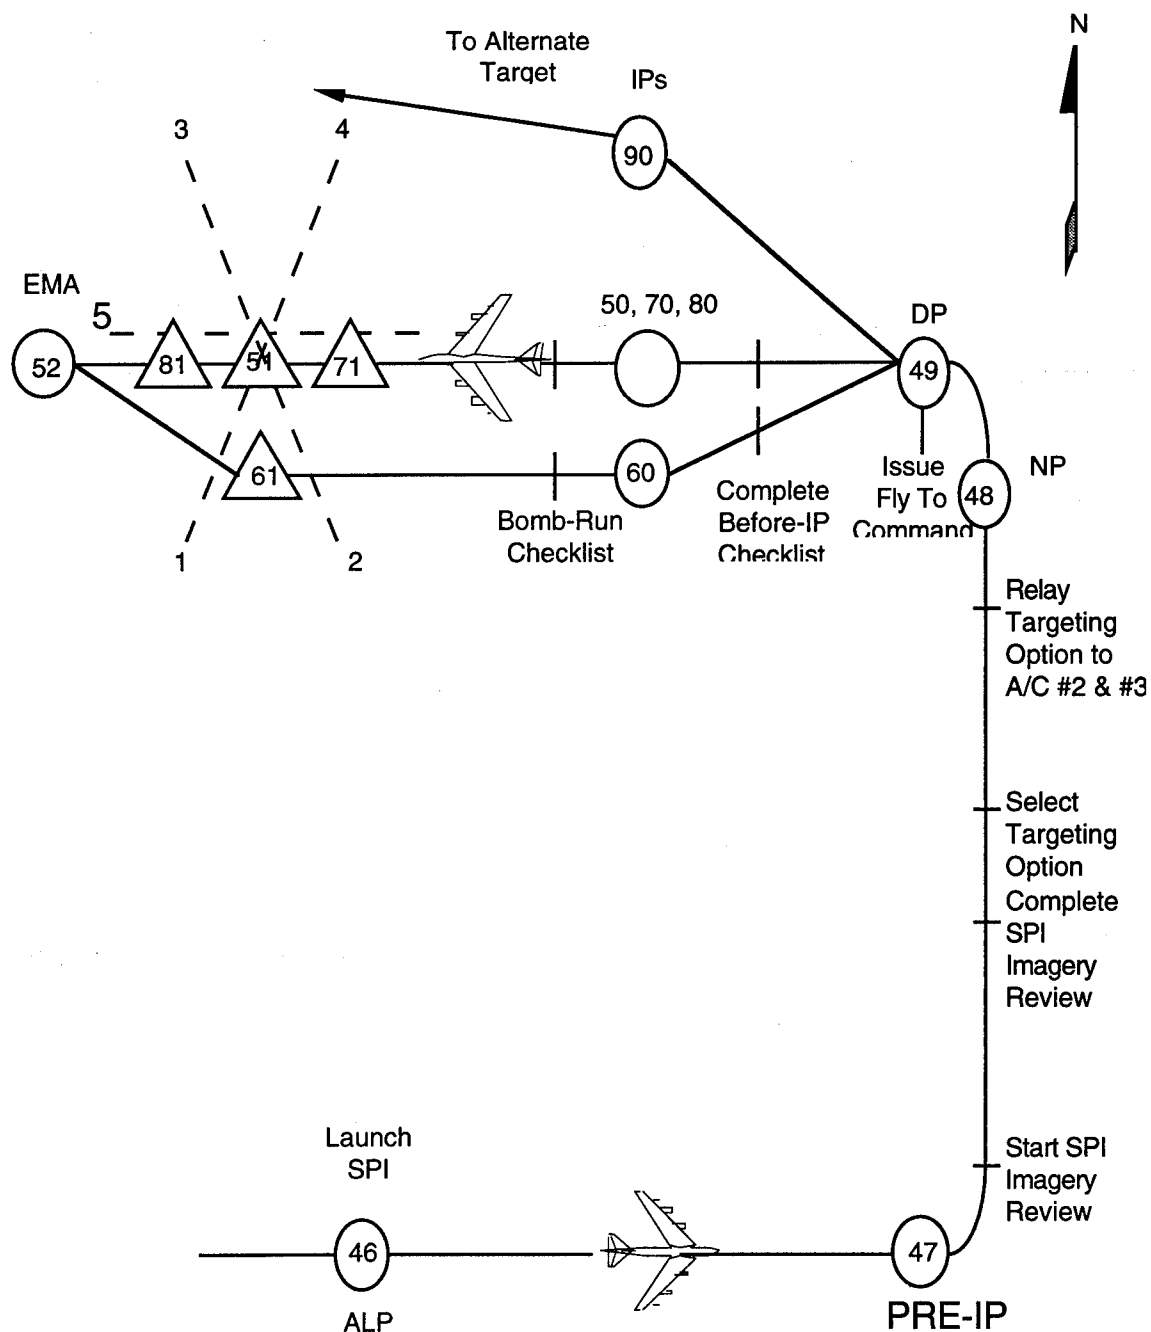 N
To Alternate
Target
IPs
90
3
4
EMA
5
50, 70, 80
DP
52
81
51
71
49
61
60
Issue
Fly To
Command
NP
48
Complete
Before-IP
Checklist
Bomb-Run
Checklist
1
2
Relay
Targeting
Option to
A/C #2 & #3
Select
Targeting
Option
Complete
SPI
Imagery
Review
Launch
SPI
Start SPI
Imagery
Review
46
47
ALP
PRE-IP